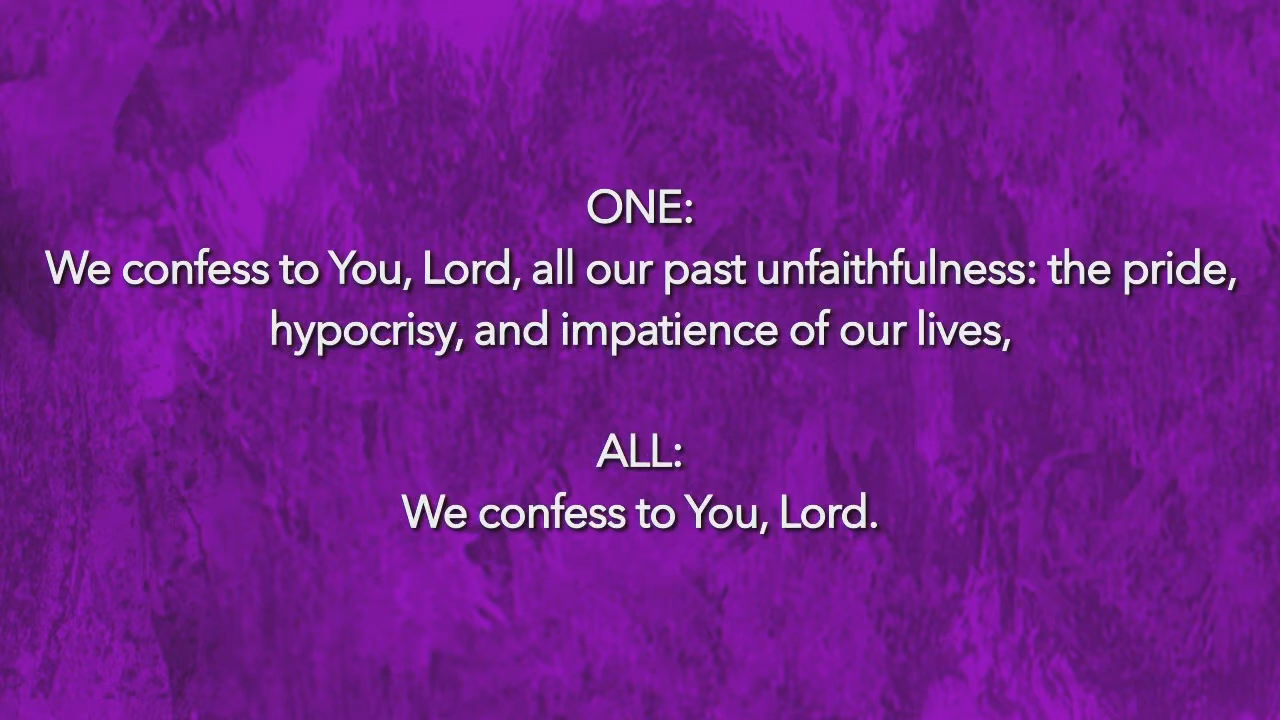 ONE:
We confess to You, Lord, all our past unfaithfulness: the pride,
hypocrisy, and impatience of our lives,
ALL:
We confess to You, Lord.